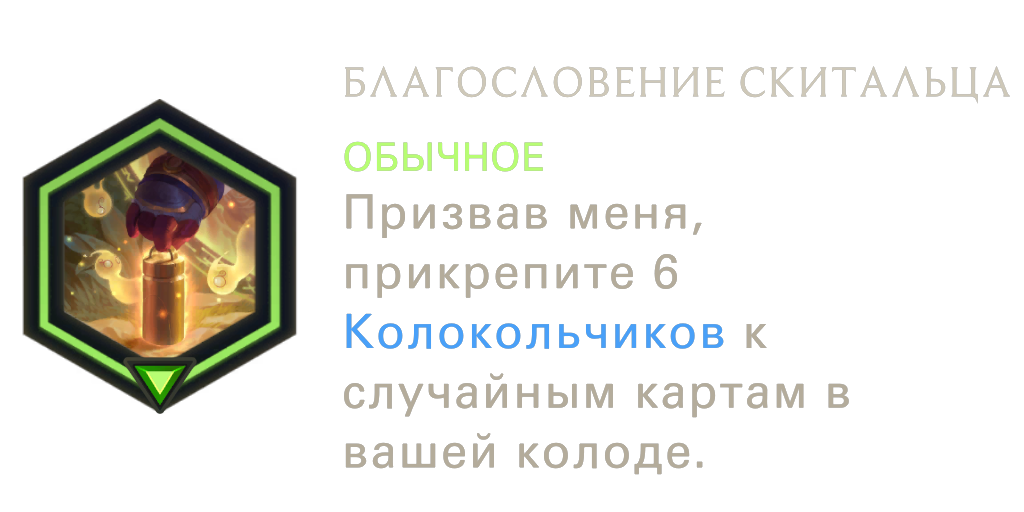 БЛАГОСЛОВЕНИЕ СКИТАЛЬЦА
ОБЫЧНОЕ
Призвав меня,
прикрепите 6
Колокольчиков к
случайным картам в
вашей колоде.